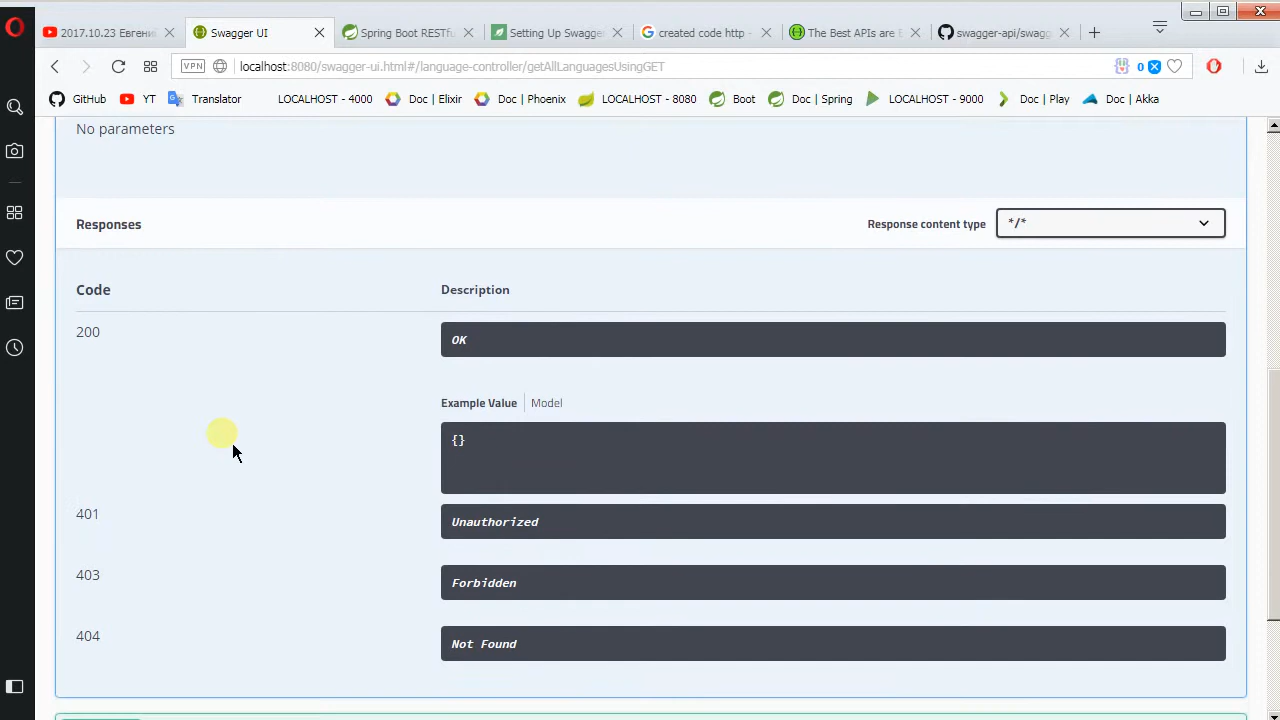 2017.10.23 Евгени
Swagger UI
Spring Boot RESTfu
Setting Up Swagge
created code http -
The Best APIs are B
swagger-api/swagg
VPN
localhost:8080/swagger-ui.html#/language-controller/getAllLanguagesUsingGET
0
GitHub
YT
Translator
LOCALHOST - 4000
Doc | Elixir
Doc | Phoenix
LOCALHOST - 8080
Boot
Doc | Spring
LOCALHOST - 9000
Doc | Play
Doc | Akka
No parameters
Responses
Response content type
*/*
Code
Description
200
OK
Example Value
Model
{}
401
Unauthorized
403
Forbidden
404
Not Found